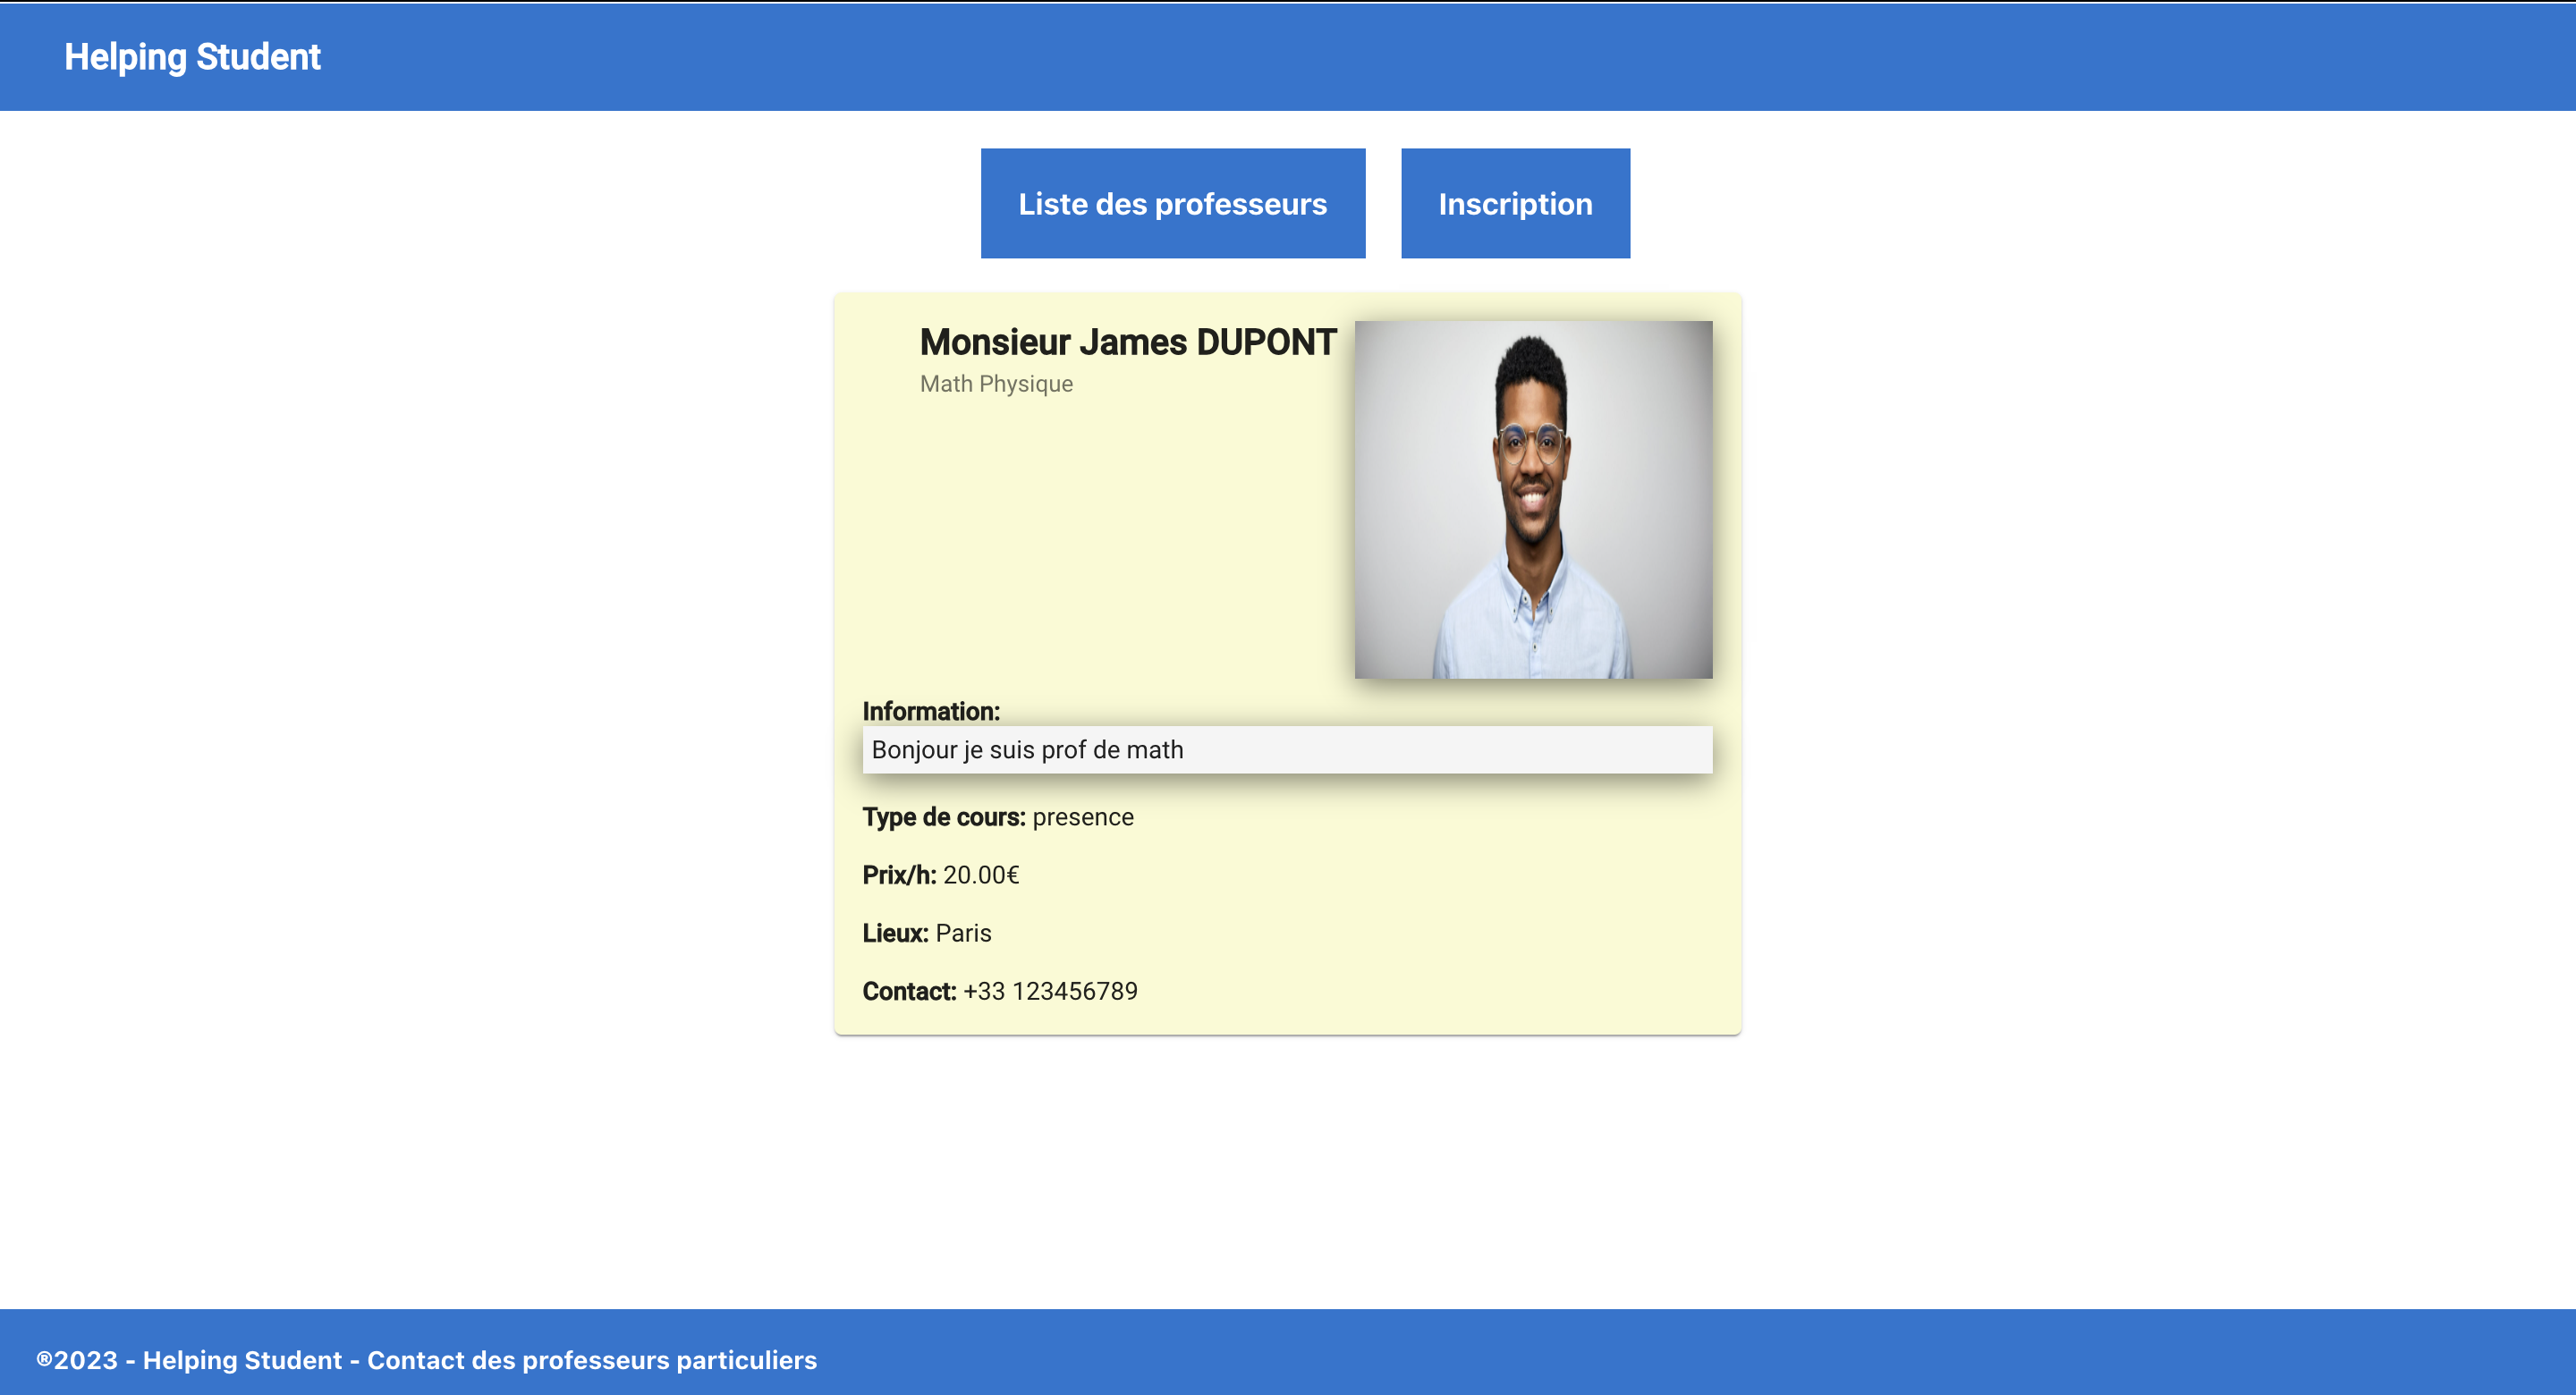 Helping Student
Liste des professeurs Inscription
Monsieur James DUPONT
Math Physique
Information:
Bonjour je suis prof de math
Type de cours: presence
Prix/h: 20.00€
Lieux: Paris
Contact: +33 123456789
®2023 - Helping Student - Contact des professeurs particuliers